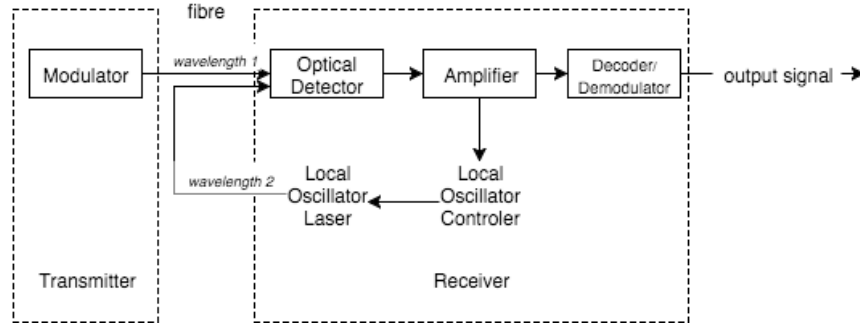 fibre
wavelength 1
Modulator
Optical
Detector
Amplifier
Decoder/
Demodulator
output signal
wavelength 2
Local
Oscillator
Laser
Local
Oscillator
Controler
Transmitter
Receiver